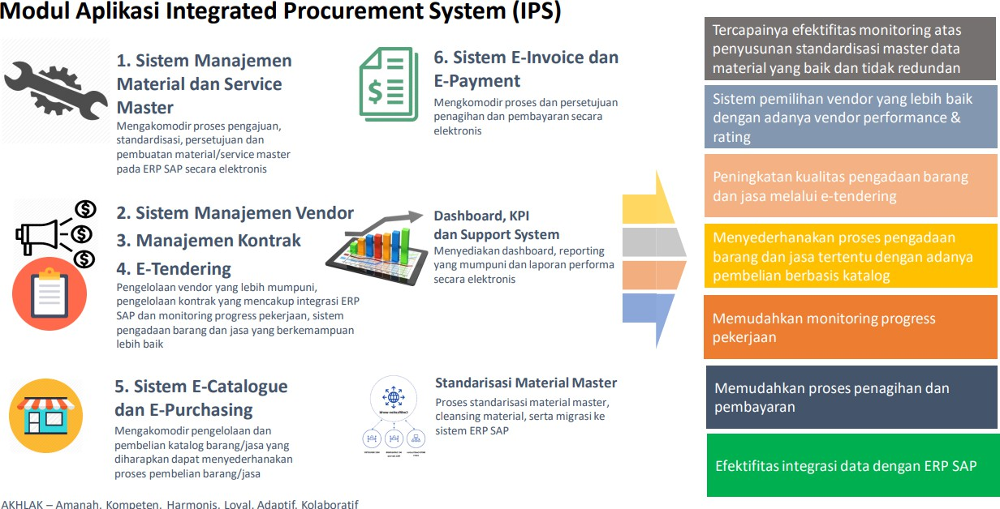 Modul Aplikasi Integrated Procurement System (IPS)
1. Sistem Manajemen
Material dan Service
Master
Mengakomodir proses pengajuan,
standardisasi, persetujuan dan
pembuatan material/service master
pada ERP SAP secara elektronis
2. Sistem Manajemen Vendor
3. Manajemen Kontrak
4. E-Tendering
Pengelolaan vendor yang lebih mumpuni,
pengelolaan kontrak yang mencakup integrasi ERP
SAP dan monitoring progress pekerjaan, sistem
pengadaan barang dan jasa yang berkemampuan
lebih baik
5. Sistem E-Catalogue
dan E-Purchasing
Mengakomodir pengelolaan dan
pembelian katalog barang/jasa yang
diharapkan dapat menyederhanakan
proses pembelian barang/jasa
6. Sistem E-Invoice dan
E-Payment
Mengkomodir proses dan persetujuan
penagihan dan pembayaran secara
elektronis
Dashboard, KPI
dan Support System
Menyediakan dashboard, reporting
yang mumpuni dan laporan performa
secara elektronis
Standarisasi Material Master
Proses standarisasi material master,
cleansing material, serta migrasi ke
sistem ERP SAP
Tercapainya efektifitas monitoring atas
penyusunan standardisasi master data
material yang baik dan tidak redundan
Sistem pemilihan vendor yang lebih baik
dengan adanya vendor performance &
rating
Peningkatan kualitas pengadaan barang
dan jasa melalui e-tendering
Menyederhanakan proses pengadaan
barang dan jasa tertentu dengan adanya
pembelian berbasis katalog
Memudahkan monitoring progress
pekerjaan
Memudahkan proses penagihan dan
pembayaran
Efektifitas integrasi data dengan ERP SAP
AKHLAK – Amanah, Kompeten, Harmonis, Loyal, Adaptif, Kolaboratif